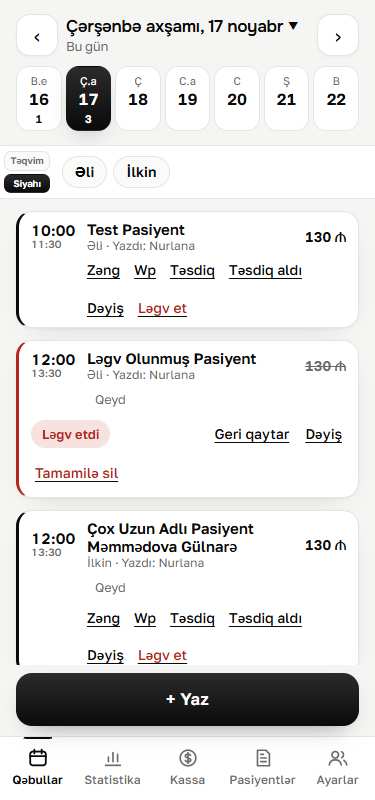 ‹
Çərşənbə axşamı, 17 noyabr ▼
Bu gün
›
B.e
16
1
Ç.a
17
3
Ç
18
C.a
19
C
20
Ş
21
B
22
Təqvim
Siyahı
Əli
İlkin
10:00
11:30
Test Pasiyent
Əli · Yazdı: Nurlana
130 ₼
Zəng Wp Təsdiq Təsdiq aldı
Dəyiş Ləğv et
12:00
13:30
Ləğv Olunmuş Pasiyent
Əli · Yazdı: Nurlana
130 ₼
Qeyd
Ləğv etdi
Geri qaytar Dəyiş
Tamamilə sil
12:00
13:30
Çox Uzun Adlı Pasiyent
Məmmədova Gülnarə
İlkin · Yazdı: Nurlana
130 ₼
Qeyd
Zəng Wp Təsdiq Təsdiq aldı
Dəyiş Ləğv et
+ Yaz
Qəbullar
Statistika
Kassa
Pasiyentlər
Ayarlar